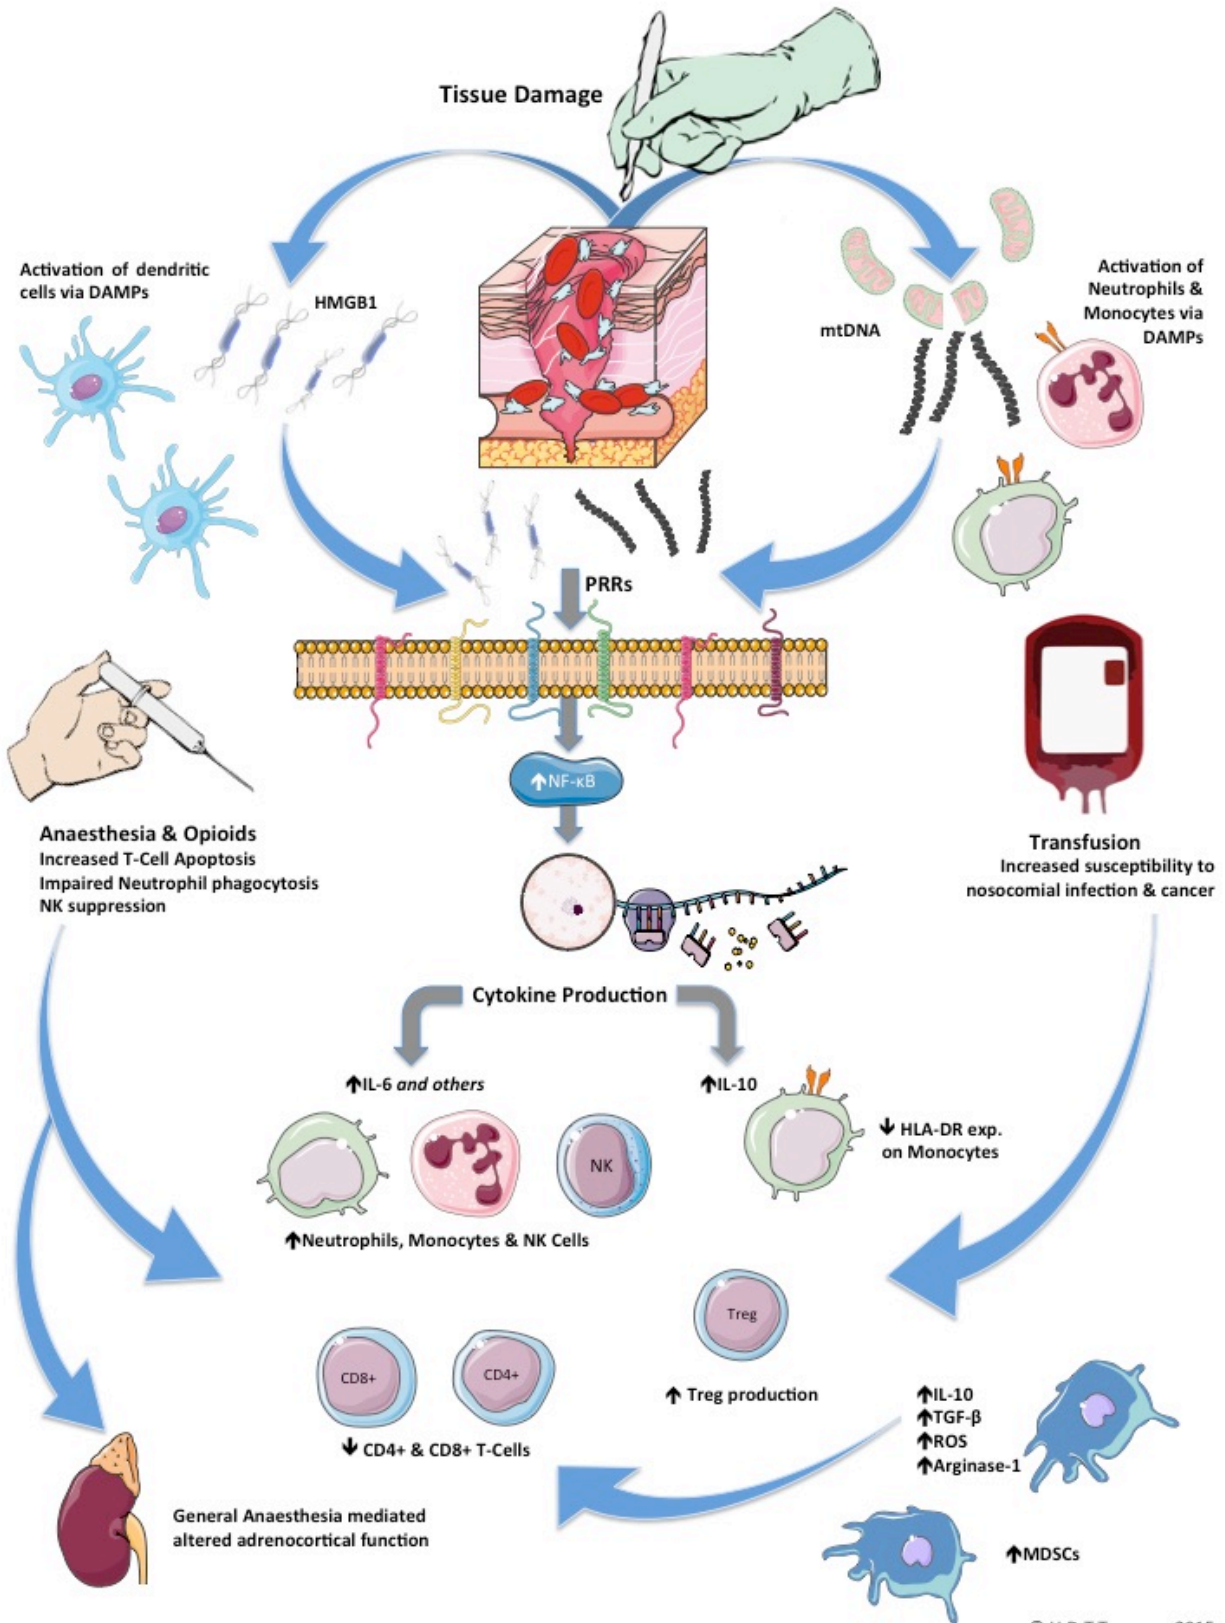 Tissue Damage
Activation of dendritic
cells via DAMPs
HMGB1
mtDNA
Activation of
Neutrophils &
Monocytes via
DAMPs
PRRs
↑NF-κB
Anaesthesia & Opioids
Increased T-Cell Apoptosis
Impaired Neutrophil phagocytosis
NK suppression
Transfusion
Increased susceptibility to
nosocomial infection & cancer
Cytokine Production
↑IL-6 and others
↑IL-10
NK
↓ HLA-DR exp.
on Monocytes
↑Neutrophils, Monocytes & NK Cells
Treg
↑ Treg production
CD8+
CD4+
↓ CD4+ & CD8+ T-Cells
↑IL-10
↑TGF-β
↑ROS
↑Arginase-1
General Anaesthesia mediated
altered adrenocortical function
↑MDSCs